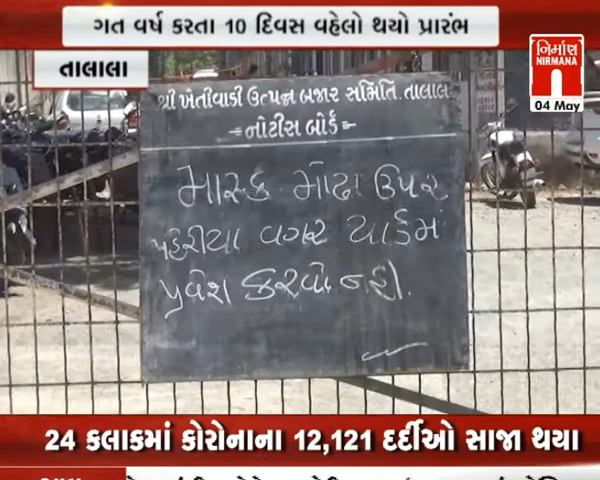 ગત વર્ષ કરતા 10 દિવસ વહેલો થયો પ્રારંભ
તાલાલા
નિર્માણ
NIRMANA
04 May
શ્રી ખેતીવાડી ઉત્પન્ન બજાર સમિતિ. તાલાલા
નોટીસ બોર્ડ
માસ્ક મોઢા ઉપર
પહેરીયા વગર યાર્ડમાં
પ્રવેશ કરવો નહી.
24 કલાકમાં કોરોનાના 12,121 દર્દીઓ સાજા થયા